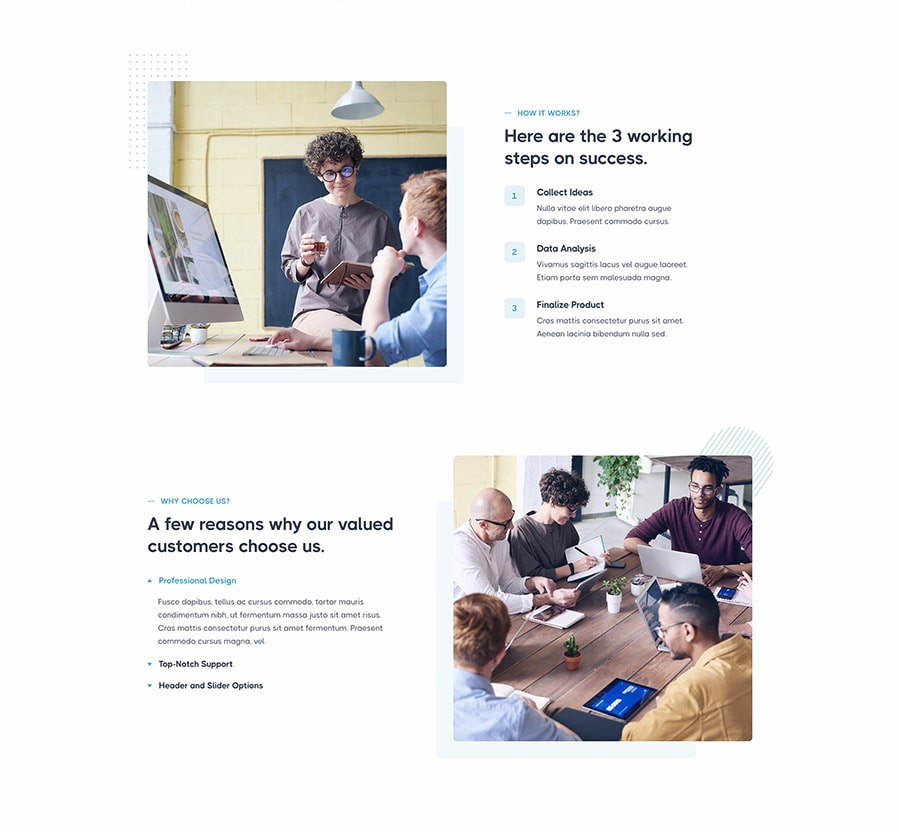 — HOW IT WORKS?
Here are the 3 working
steps on success.
1
Collect Ideas
Nulla vitae elit libero pharetra augue
dapibus. Praesent commodo cursus.
2
Data Analysis
Vivamus sagittis lacus vel augue laoreet.
Etiam porta sem malesuada magna.
3
Finalize Product
Cras mattis consectetur purus sit amet.
Aenean lacinia bibendum nulla sed.
— WHY CHOOSE US?
A few reasons why our valued
customers choose us.
Professional Design
Fusce dapibus, tellus ac cursus commodo, tortor mauris
condimentum nibh, ut fermentum massa justo sit amet risus.
Cras mattis consectetur purus sit amet fermentum. Praesent
commodo cursus magna, vel.
Top-Notch Support
Header and Slider Options